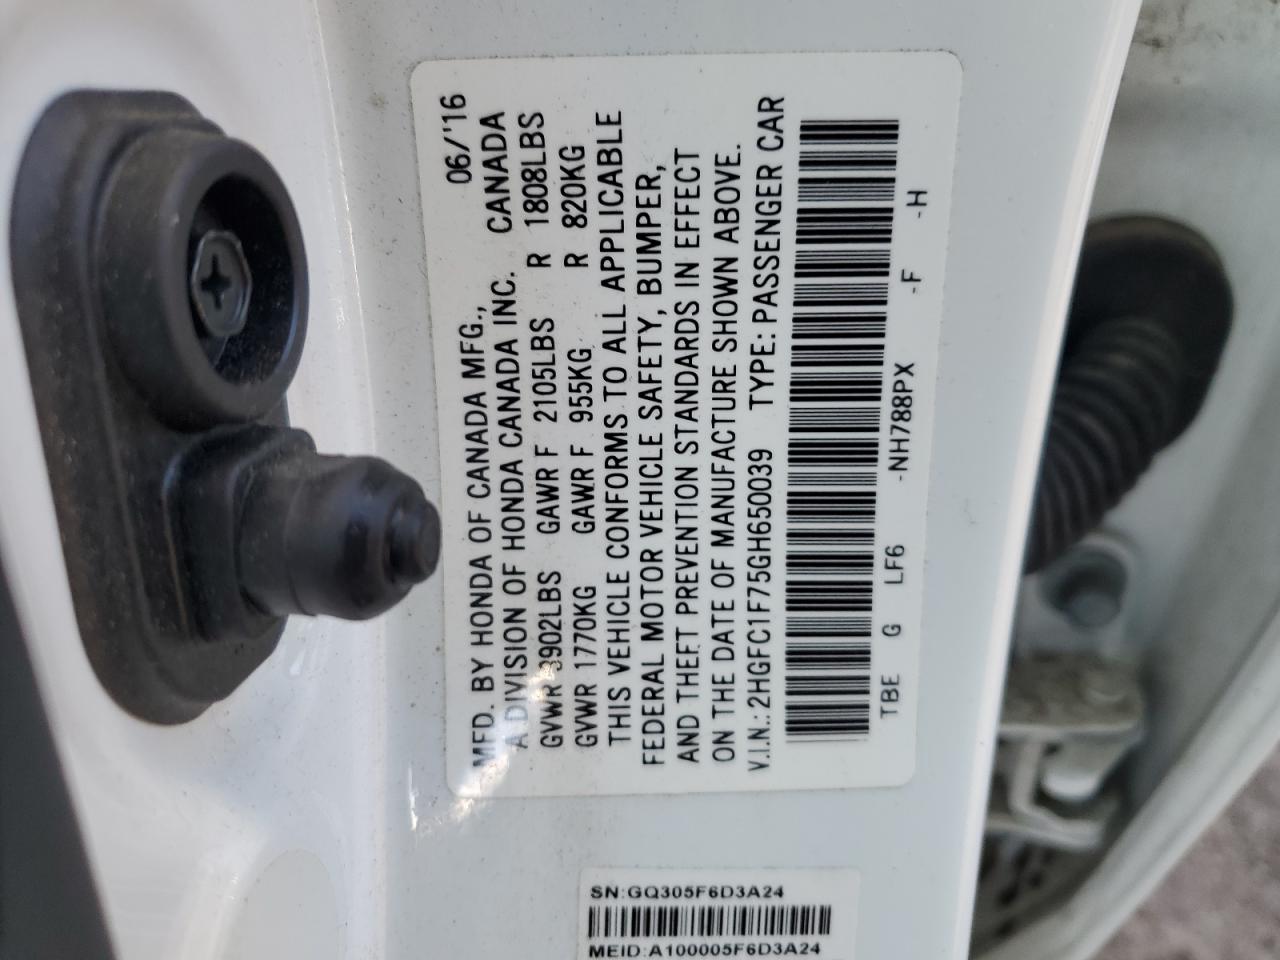 MFD. BY HONDA OF CANADA MFG., 06/'16
A DIVISION OF HONDA CANADA INC. CANADA
GVWR 3902LBS GAWR F 2105LBS R 1808LBS
GVWR 1770KG GAWR F 955KG R 820KG
THIS VEHICLE CONFORMS TO ALL APPLICABLE
FEDERAL MOTOR VEHICLE SAFETY, BUMPER,
AND THEFT PREVENTION STANDARDS IN EFFECT
ON THE DATE OF MANUFACTURE SHOWN ABOVE.
V.I.N.: 2HGFC1F75GH650039 TYPE: PASSENGER CAR
TBE G LF6 -NH788PX -F -H
SN:GQ305F6D3A24
MEID:A100005F6D3A24